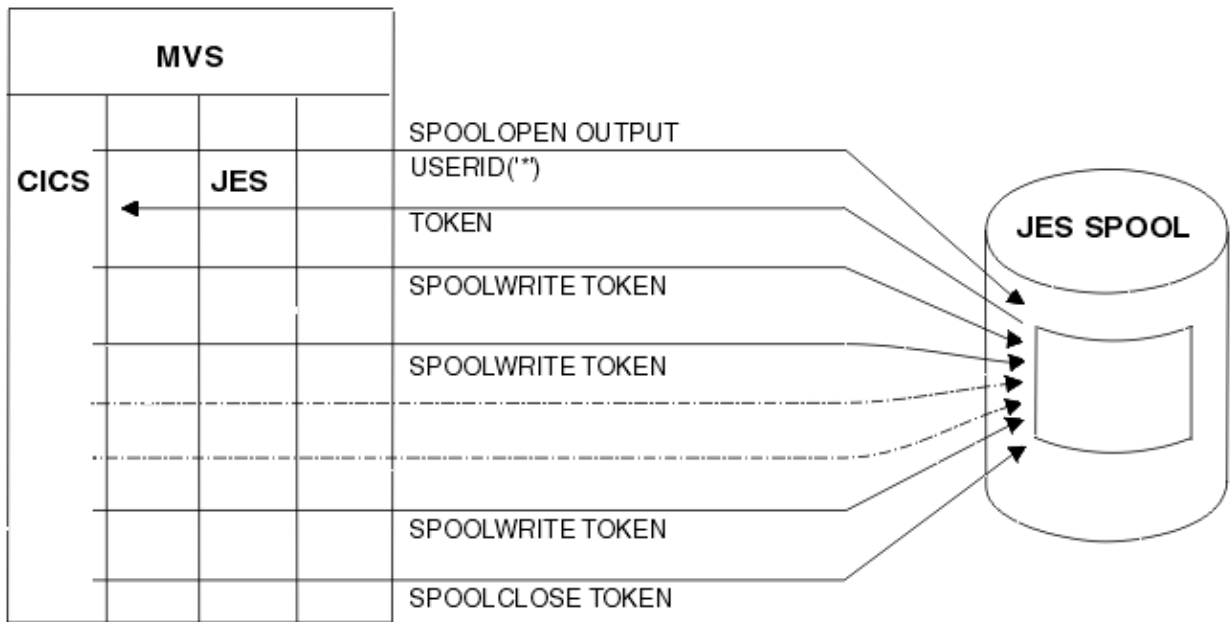 MVS
CICS
JES
SPOOLOPEN OUTPUT
USERID('*')
TOKEN
SPOOLWRITE TOKEN
SPOOLWRITE TOKEN
SPOOLWRITE TOKEN
SPOOLCLOSE TOKEN
JES SPOOL